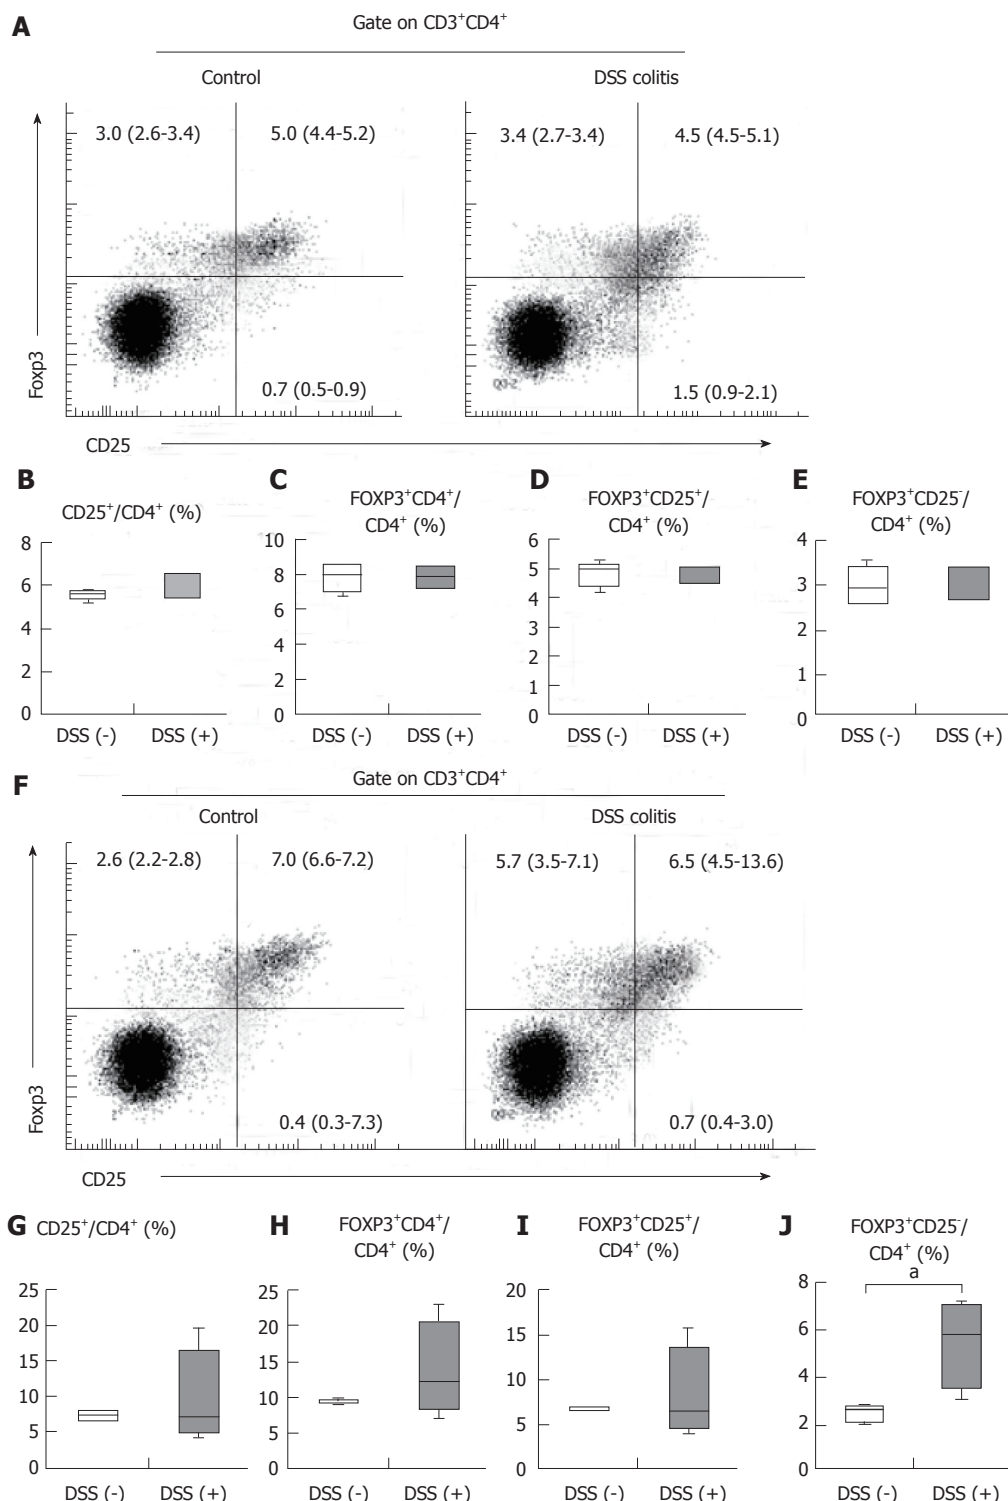 A
Gate on CD3⁺CD4⁺
Control
DSS colitis
3.0 (2.6-3.4)
5.0 (4.4-5.2)
3.4 (2.7-3.4)
4.5 (4.5-5.1)
0.7 (0.5-0.9)
1.5 (0.9-2.1)
Foxp3
CD25
B
CD25⁺/CD4⁺ (%)
8
6
4
2
0
DSS (-)
DSS (+)
C
FOXP3⁺CD4⁺/
CD4⁺ (%)
10
8
6
4
2
0
DSS (-)
DSS (+)
D
FOXP3⁺CD25⁺/
CD4⁺ (%)
6
5
4
3
2
1
0
DSS (-)
DSS (+)
E
FOXP3⁺CD25⁻/
CD4⁺ (%)
4
3
2
1
0
DSS (-)
DSS (+)
F
Gate on CD3⁺CD4⁺
Control
DSS colitis
2.6 (2.2-2.8)
7.0 (6.6-7.2)
5.7 (3.5-7.1)
6.5 (4.5-13.6)
0.4 (0.3-7.3)
0.7 (0.4-3.0)
Foxp3
CD25
G
CD25⁺/CD4⁺ (%)
25
20
15
10
5
0
DSS (-)
DSS (+)
H
FOXP3⁺CD4⁺/
CD4⁺ (%)
25
20
15
10
5
0
DSS (-)
DSS (+)
I
FOXP3⁺CD25⁺/
CD4⁺ (%)
20
15
10
5
0
DSS (-)
DSS (+)
J
FOXP3⁺CD25⁻/
CD4⁺ (%)
a
8
6
4
2
0
DSS (-)
DSS (+)